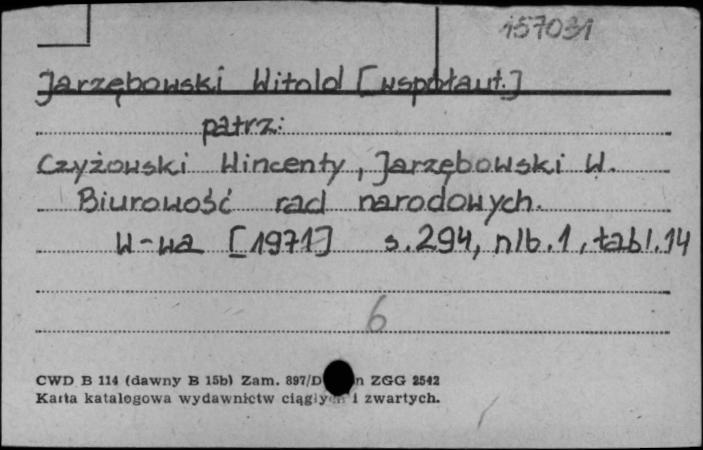 157031
Jarzębowski Witold [współaut.]
patrz:
Czyżowski Wincenty, Jarzębowski W.
Biurowość rad narodowych.
W-wa [1971] s.294, nlb.1, tabl.14
6
CWD B 114 (dawny B 15b) Zam. 897/D n ZGG 2542
Karta katalogowa wydawnictw ciągłych i zwartych.